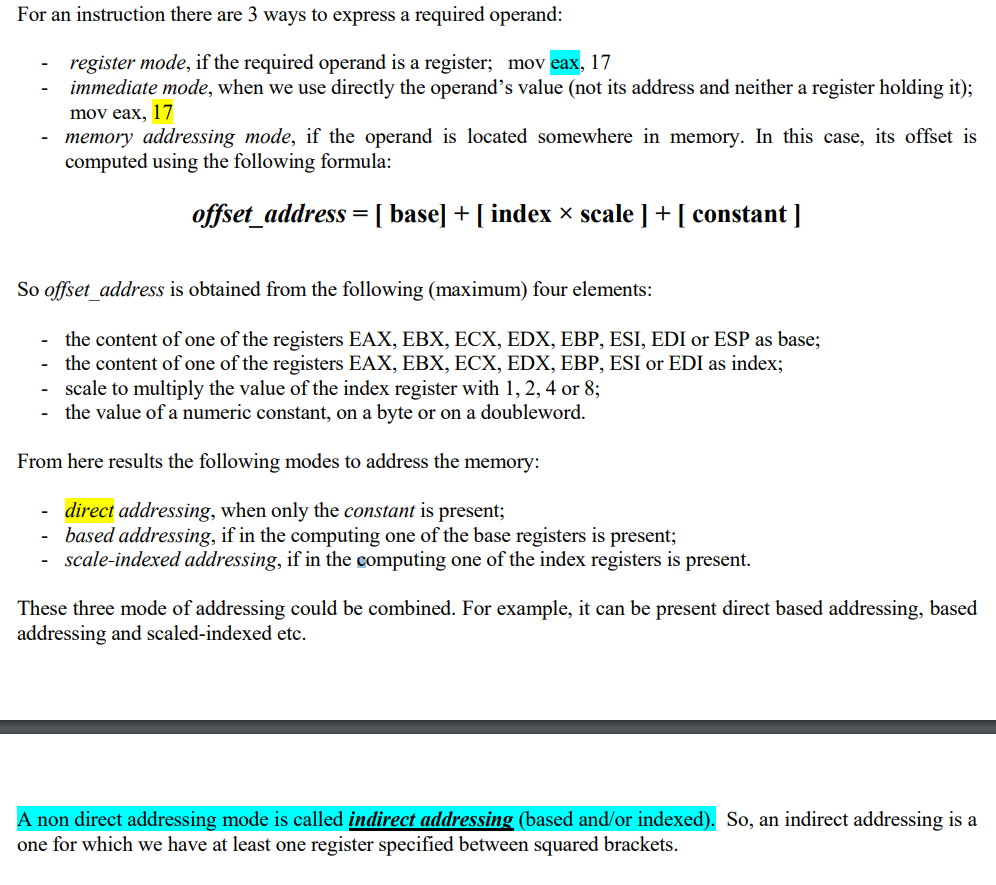 For an instruction there are 3 ways to express a required operand:
- register mode, if the required operand is a register; mov eax, 17
- immediate mode, when we use directly the operand's value (not its address and neither a register holding it);
mov eax, 17
- memory addressing mode, if the operand is located somewhere in memory. In this case, its offset is
computed using the following formula:
offset_address = [ base] + [ index × scale ] + [ constant ]
So offset_address is obtained from the following (maximum) four elements:
- the content of one of the registers EAX, EBX, ECX, EDX, EBP, ESI, EDI or ESP as base;
- the content of one of the registers EAX, EBX, ECX, EDX, EBP, ESI or EDI as index;
- scale to multiply the value of the index register with 1, 2, 4 or 8;
- the value of a numeric constant, on a byte or on a doubleword.
From here results the following modes to address the memory:
- direct addressing, when only the constant is present;
- based addressing, if in the computing one of the base registers is present;
- scale-indexed addressing, if in the computing one of the index registers is present.
These three mode of addressing could be combined. For example, it can be present direct based addressing, based
addressing and scaled-indexed etc.
A non direct addressing mode is called indirect addressing (based and/or indexed). So, an indirect addressing is a
one for which we have at least one register specified between squared brackets.